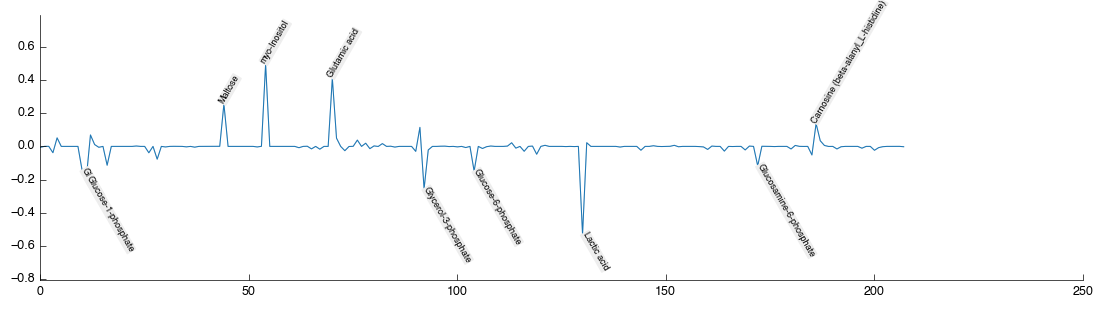 Carnosine (beta-alanyl_L-histidine)
myo-Inositol
Glutamic acid
Maltose
Gl
Glucose-1-phosphate
Glycerol-3-phosphate
Glucose-6-phosphate
Lactic acid
Glucosamine-6-phosphate
0.6
0.4
0.2
0.0
−0.2
−0.4
−0.6
−0.8
0
50
100
150
200
250